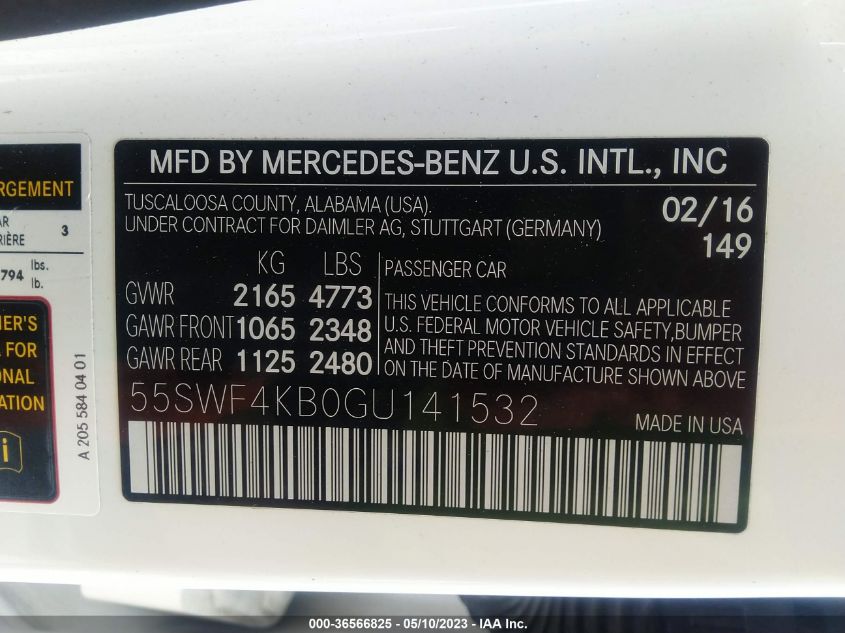 MFD BY MERCEDES-BENZ U.S. INTL., INC
TUSCALOOSA COUNTY, ALABAMA (USA).
02/16
UNDER CONTRACT FOR DAIMLER AG, STUTTGART (GERMANY)
149
KG LBS
PASSENGER CAR
GVWR 2165 4773
GAWR FRONT 1065 2348
GAWR REAR 1125 2480
THIS VEHICLE CONFORMS TO ALL APPLICABLE
U.S. FEDERAL MOTOR VEHICLE SAFETY,BUMPER
AND THEFT PREVENTION STANDARDS IN EFFECT
ON THE DATE OF MANUFACTURE SHOWN ABOVE
55SWF4KB0GU141532
MADE IN USA
3
794 lbs.
lb.
FOR
A 205 584 04 01
000-36566825 - 05/10/2023 - IAA Inc.